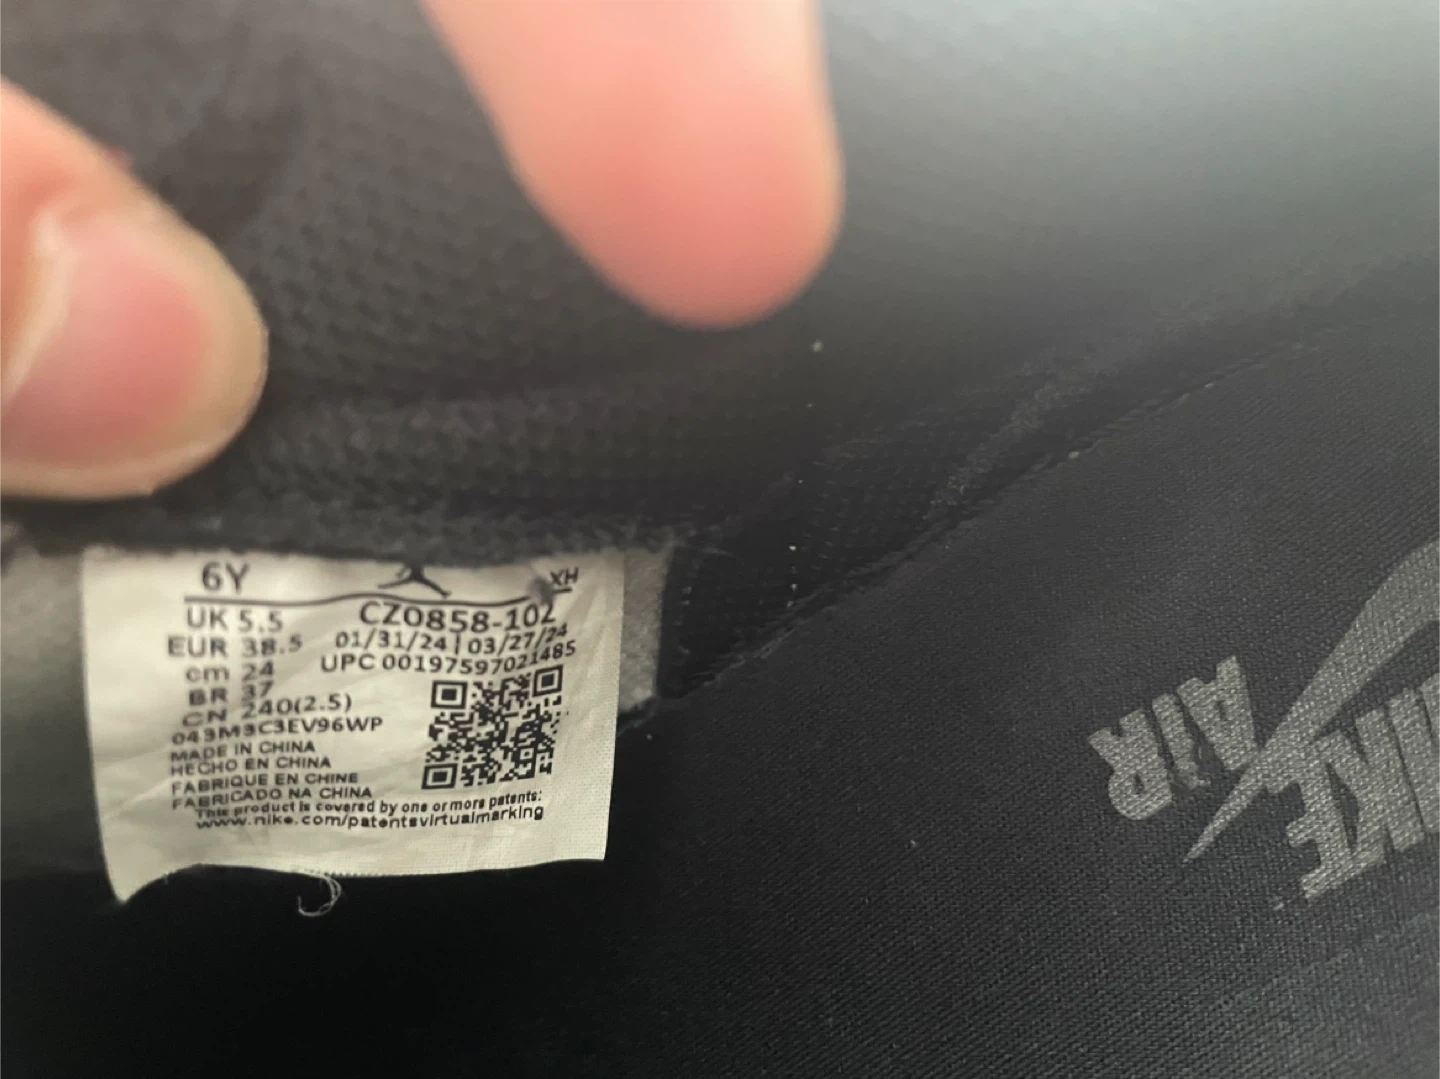 6Y
XH
UK 5.5
CZ0858-102
EUR 38.5
01/31/24 | 03/27/24
cm 24
UPC 00197597021485
BR 37
CN 240(2.5)
043M3C3EV96WP
MADE IN CHINA
HECHO EN CHINA
FABRIQUE EN CHINE
FABRICADO NA CHINA
This product is covered by one or more patents:
www.nike.com/patentsvirtualmarking
NIKE
AIR